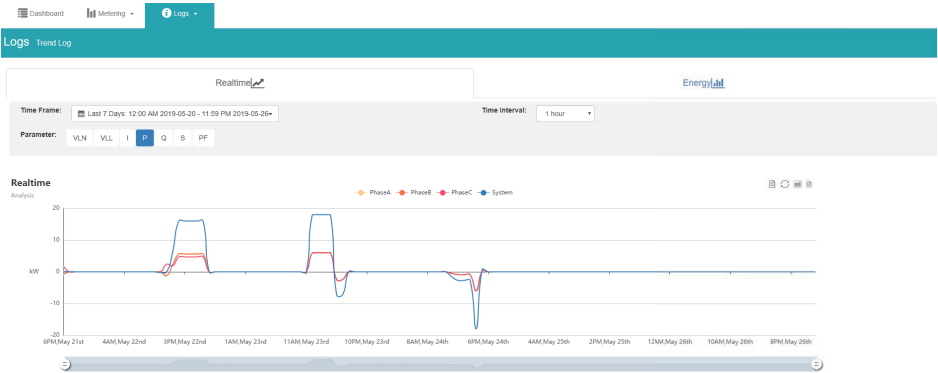 Dashboard Metering Logs
Logs Trend Log
Realtime Energy
Time Frame: Last 7 Days: 12:00 AM 2019-05-20 - 11:59 PM 2019-05-26 Time Interval: 1 hour
Parameter: VLN VLL I P Q S PF
Realtime
Analysis
PhaseA PhaseB PhaseC System
20
10
kW 0
-10
-20
6PM,May 21st 4AM,May 22nd 3PM,May 22nd 1AM,May 23rd 11AM,May 23rd 10PM,May 23rd 8AM,May 24th 6PM,May 24th 4AM,May 25th 2PM,May 25th 12AM,May 26th 10AM,May 26th 8PM,May 26th